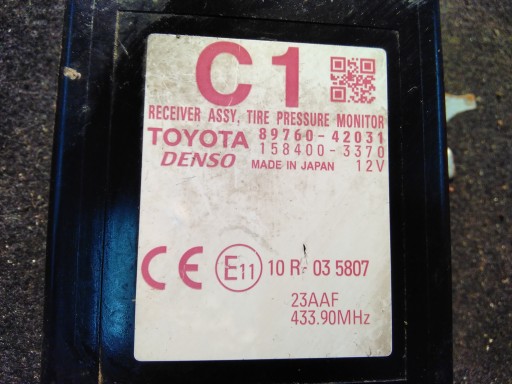 C1
RECEIVER ASSY, TIRE PRESSURE MONITOR
TOYOTA 89760-42031
DENSO 158400-3370
MADE IN JAPAN 12V
CE E11 10 R-03 5807
23AAF
433.90MHz